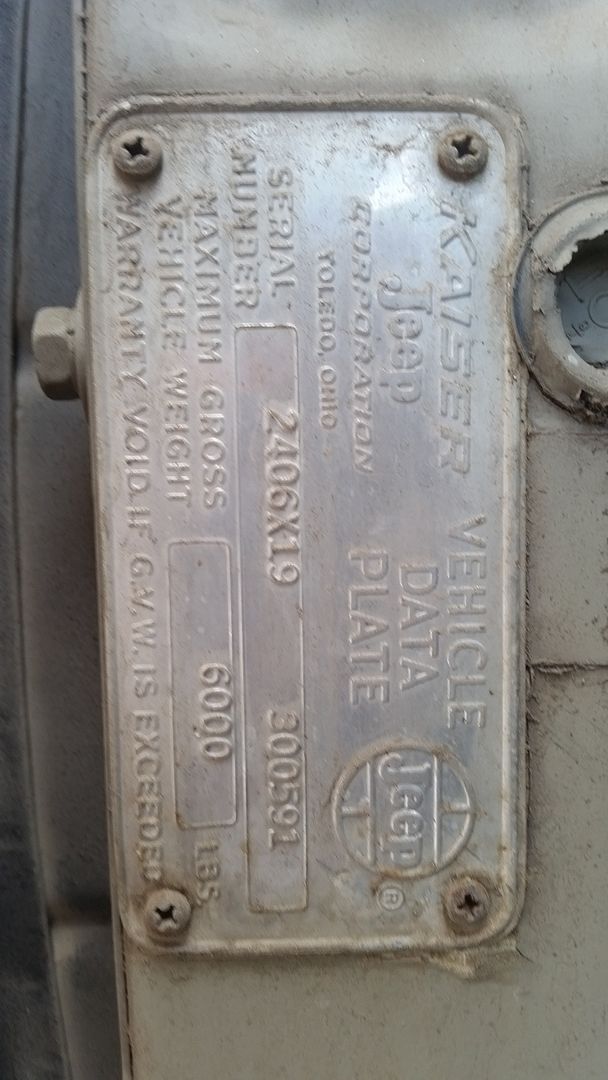 KAISER
Jeep
CORPORATION
TOLEDO, OHIO
VEHICLE
DATA
PLATE
Jeep ®
SERIAL
NUMBER
2406X19 300591
MAXIMUM GROSS
VEHICLE WEIGHT
6000 LBS.
WARRANTY VOID IF G.V.W. IS EXCEEDED